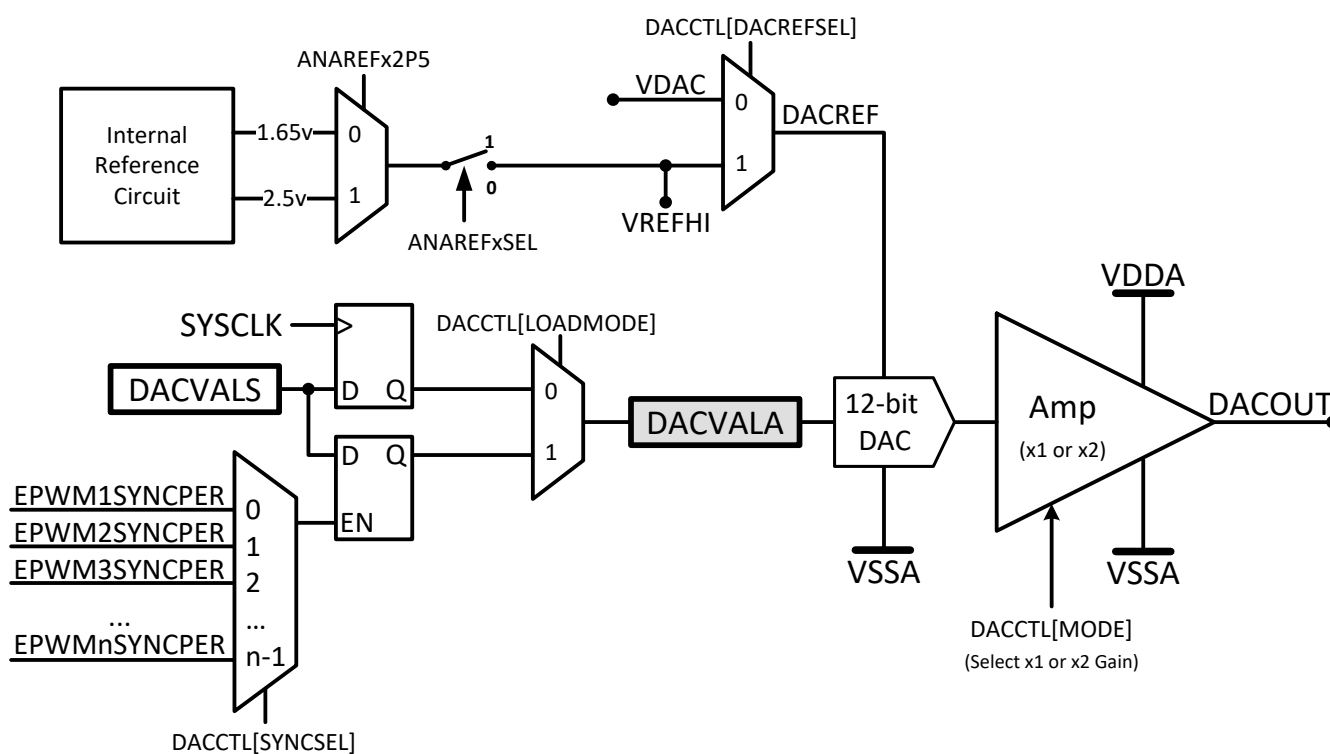 DACCTL[DACREFSEL]
ANAREFx2P5
VDAC
0
DACREF
Internal
Reference
Circuit
1.65v
0
1
1
2.5v
1
0
VREFHI
ANAREFxSEL
VDDA
SYSCLK
>
DACCTL[LOADMODE]
DACVALS
D
Q
0
DACVALA
12-bit
DAC
Amp
(x1 or x2)
DACOUT
D
Q
1
EPWM1SYNCPER
0
EN
EPWM2SYNCPER
1
EPWM3SYNCPER
2
VSSA
VSSA
...
...
EPWMnSYNCPER
n-1
DACCTL[MODE]
(Select x1 or x2 Gain)
DACCTL[SYNCSEL]